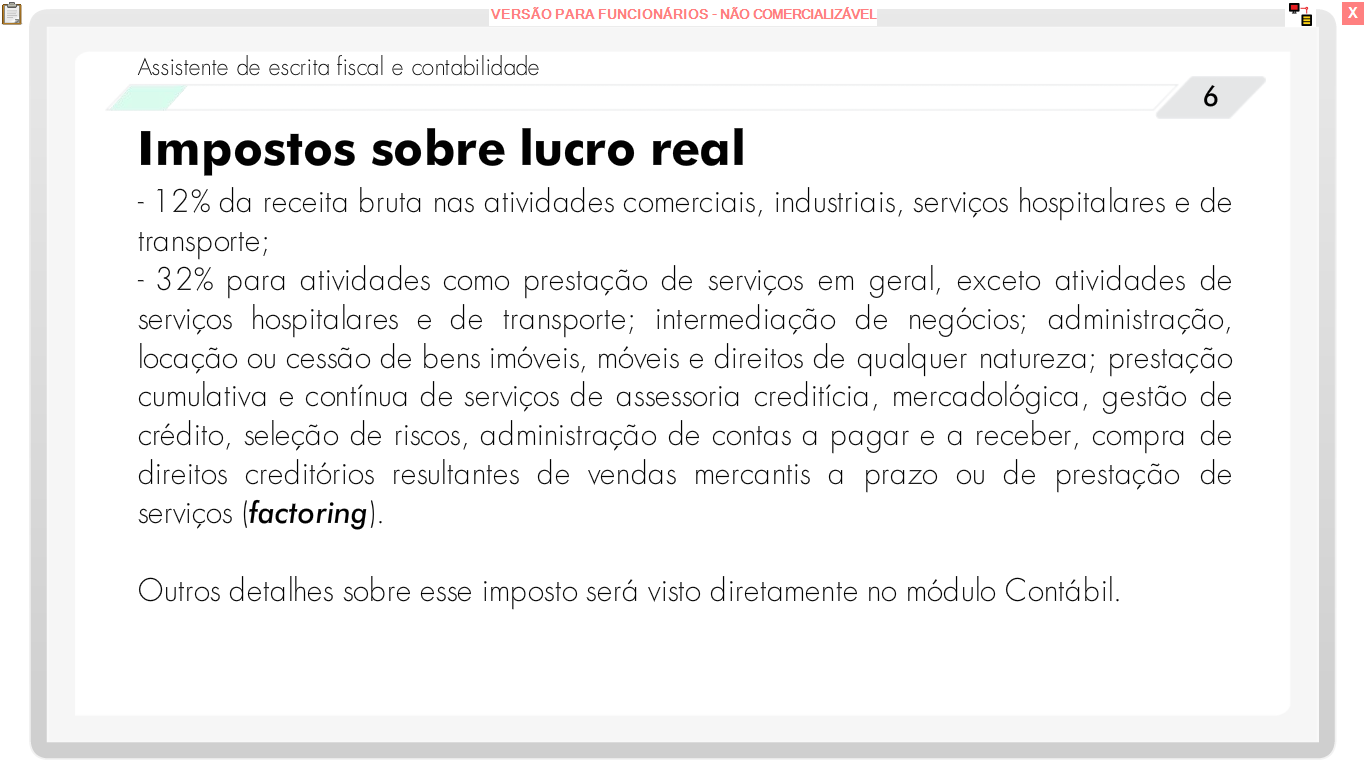 VERSÃO PARA FUNCIONÁRIOS - NÃO COMERCIALIZÁVEL
X
Assistente de escrita fiscal e contabilidade
6
Impostos sobre lucro real
- 12% da receita bruta nas atividades comerciais, industriais, serviços hospitalares e de
transporte;
- 32% para atividades como prestação de serviços em geral, exceto atividades de
serviços hospitalares e de transporte; intermediação de negócios; administração,
locação ou cessão de bens imóveis, móveis e direitos de qualquer natureza; prestação
cumulativa e contínua de serviços de assessoria creditícia, mercadológica, gestão de
crédito, seleção de riscos, administração de contas a pagar e a receber, compra de
direitos creditórios resultantes de vendas mercantis a prazo ou de prestação de
serviços (factoring).
Outros detalhes sobre esse imposto será visto diretamente no módulo Contábil.